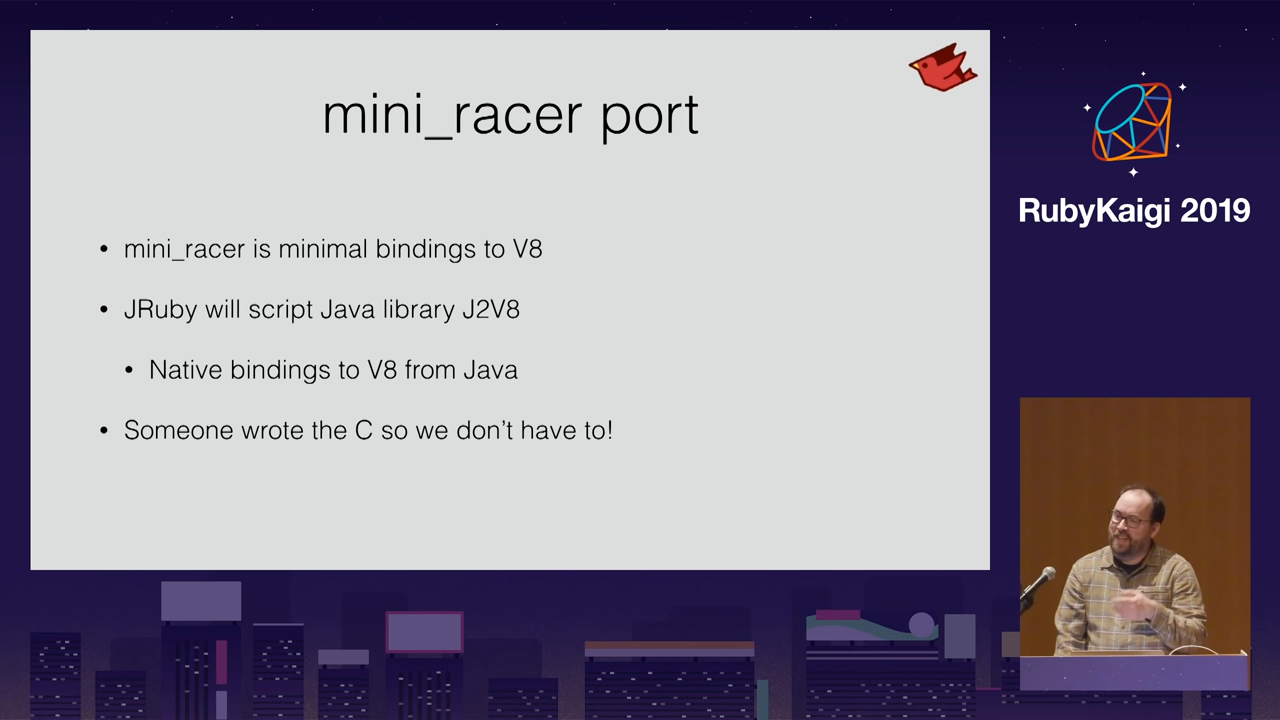 mini_racer port
• mini_racer is minimal bindings to V8
• JRuby will script Java library J2V8
• Native bindings to V8 from Java
• Someone wrote the C so we don’t have to!
RubyKaigi 2019